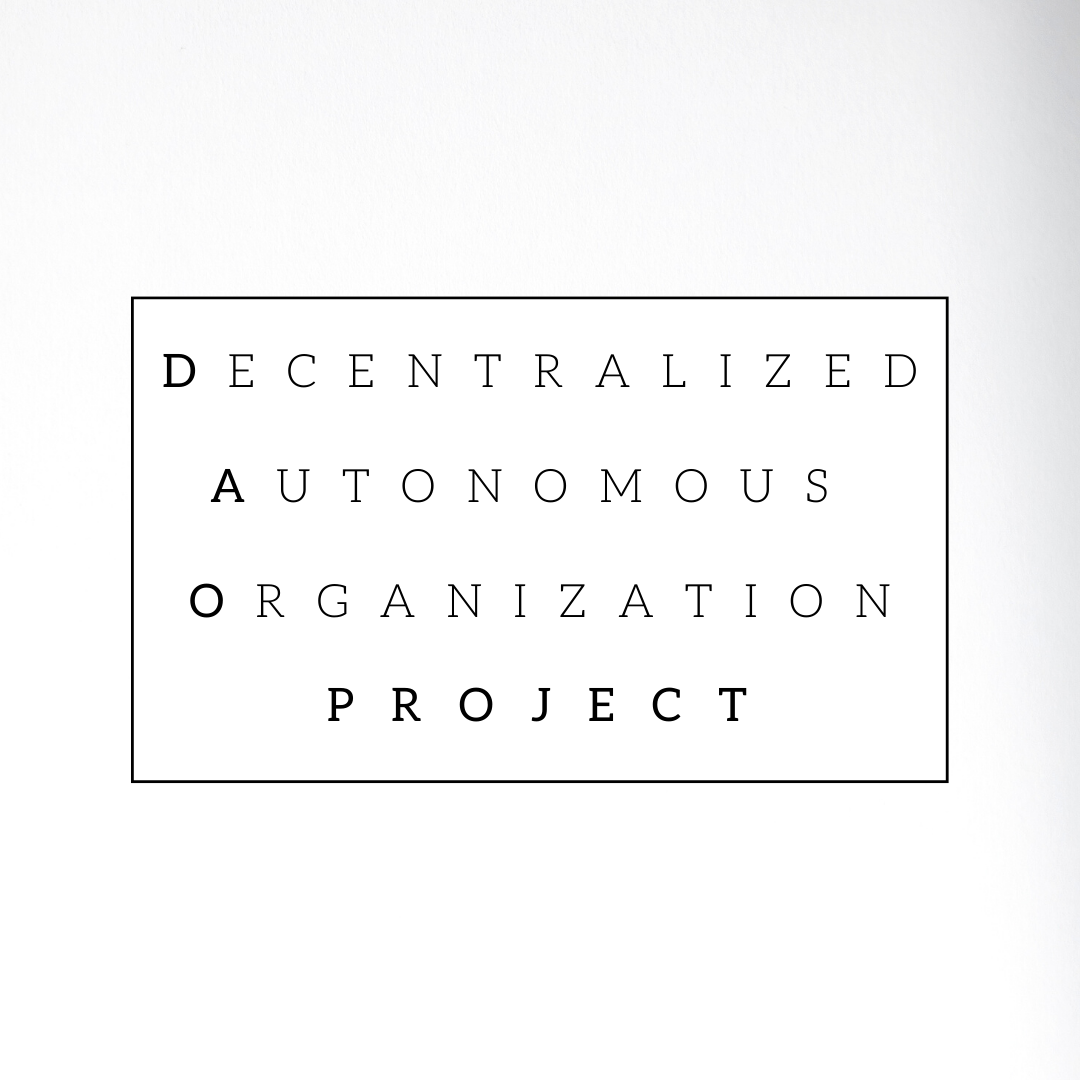 DECENTRALIZED
AUTONOMOUS
ORGANIZATION
PROJECT